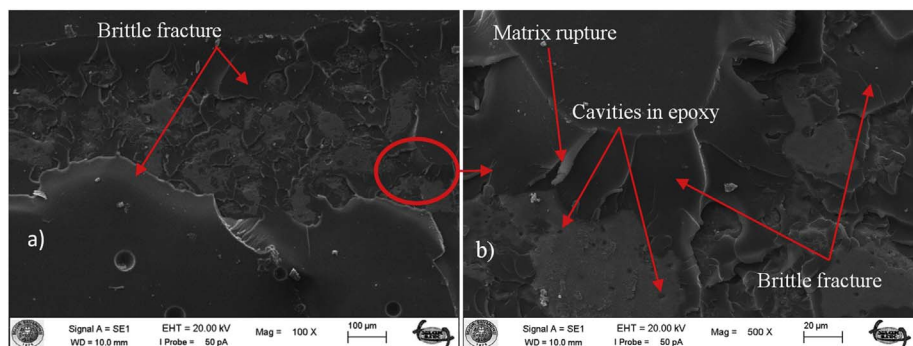 Brittle fracture
a)
Signal A = SE1
EHT = 20.00 kV
Mag = 100 X
100 µm
WD = 10.0 mm
I Probe = 50 pA
Matrix rupture
Cavities in epoxy
b)
Brittle fracture
Signal A = SE1
EHT = 20.00 kV
Mag = 500 X
20 µm
WD = 10.0 mm
I Probe = 50 pA